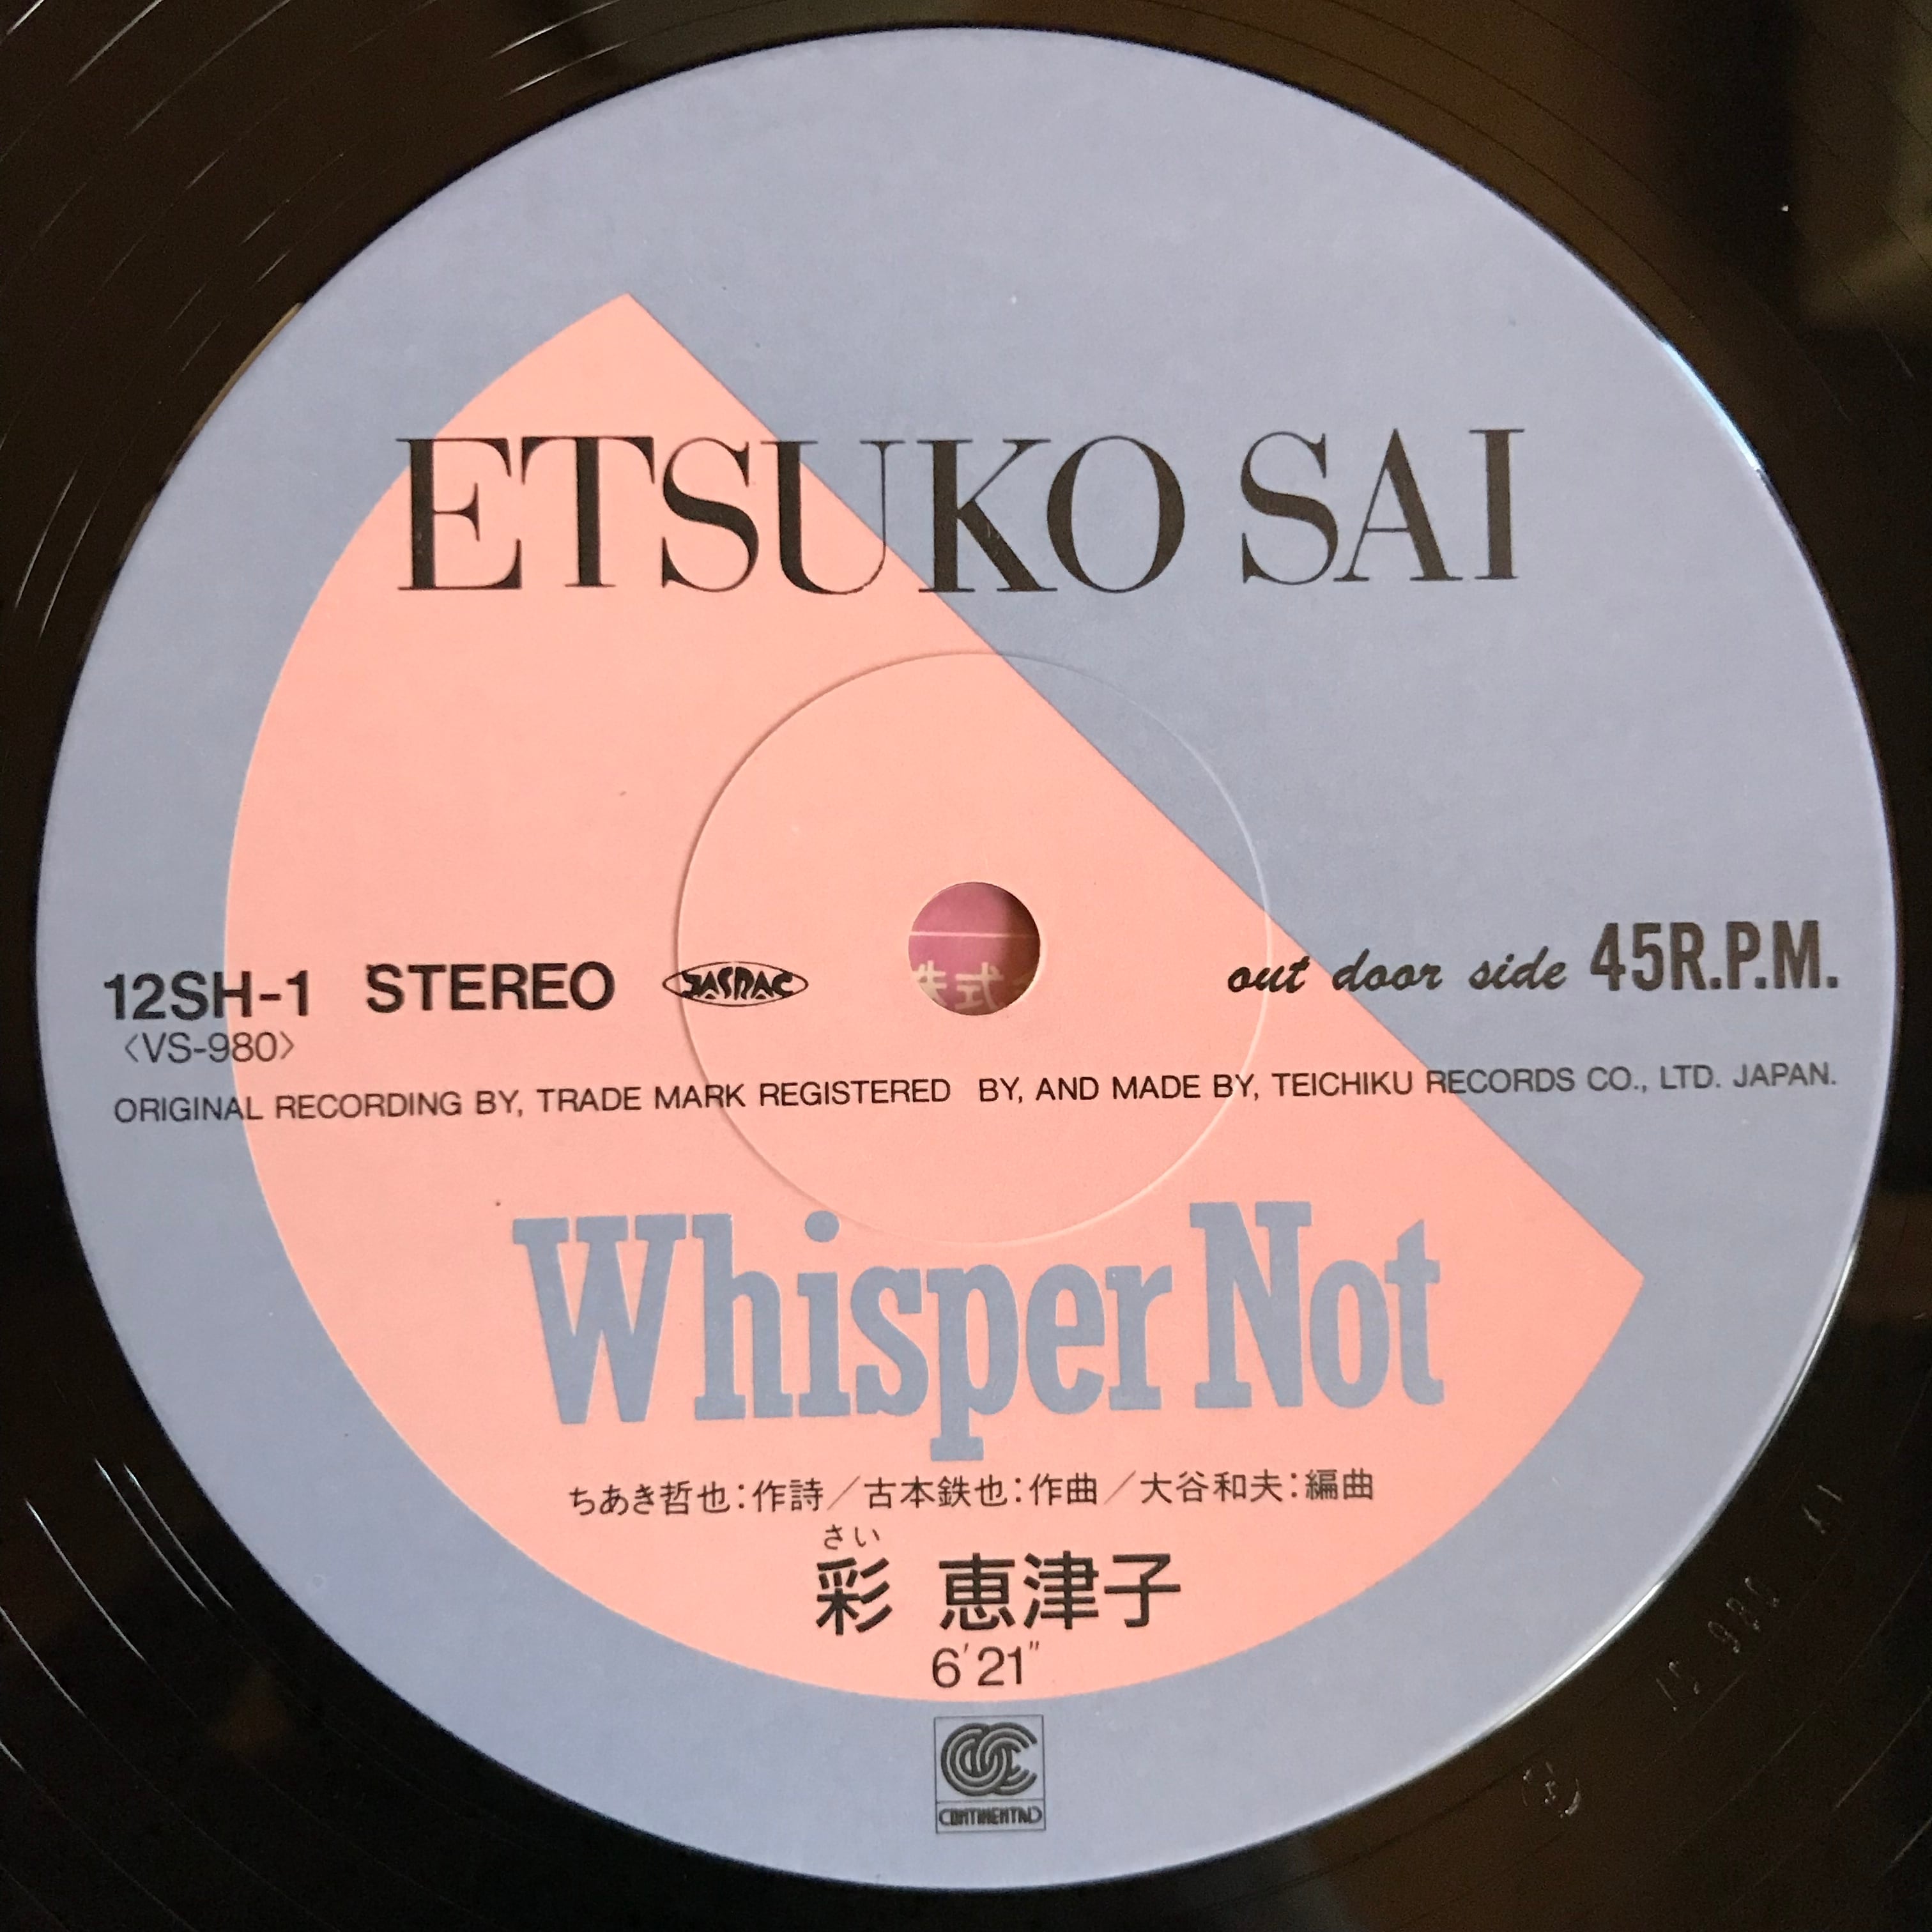 ETSUKO SAI
12SH-1 STEREO JASRAC out door side 45R.P.M.
〈VS-980〉
株式
ORIGINAL RECORDING BY, TRADE MARK REGISTERED BY, AND MADE BY, TEICHIKU RECORDS CO., LTD. JAPAN.
Whisper Not
ちあき哲也：作詩／古本鉄也：作曲／大谷和夫：編曲
さい
彩 恵津子
6′21″
CONTINENTAL